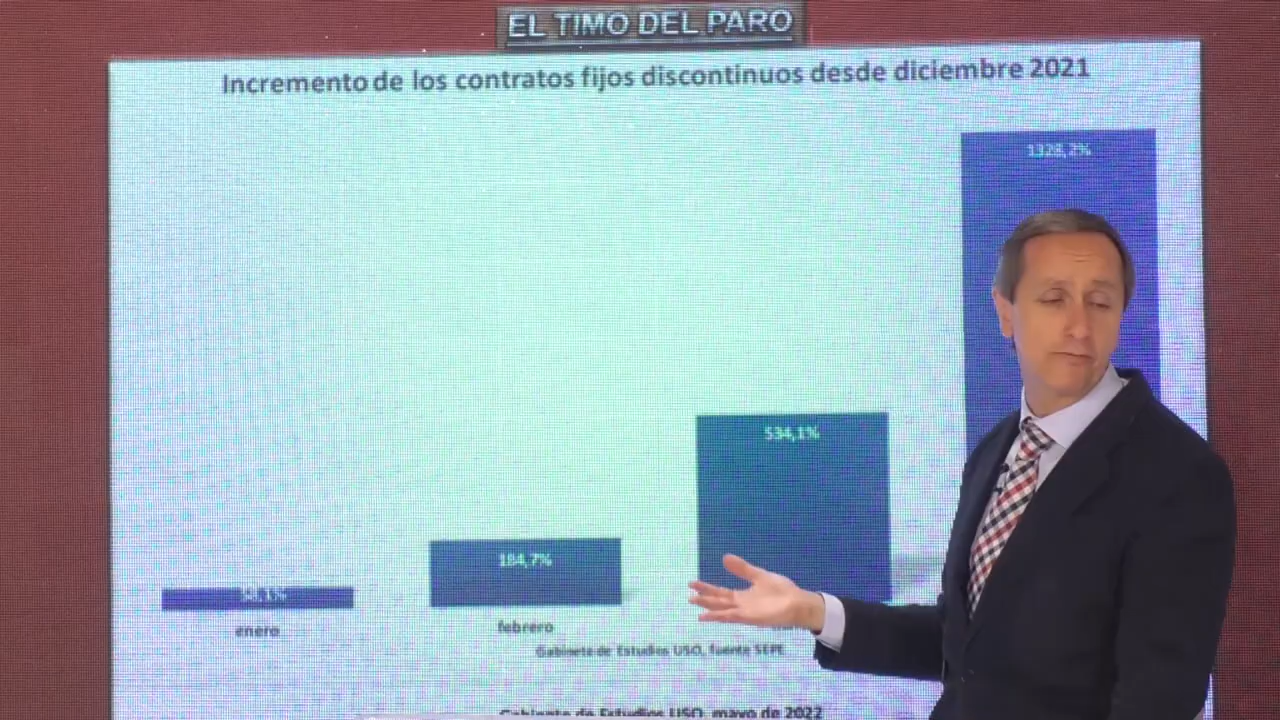 EL TIMO DEL PARO
Incremento de los contratos fijos discontinuos desde diciembre 2021
1328,2%
534,1%
184,7%
enero
febrero
Gabinete de Estudios USO, fuente SEPE
Gabinete de Estudios USO, mayo de 2022